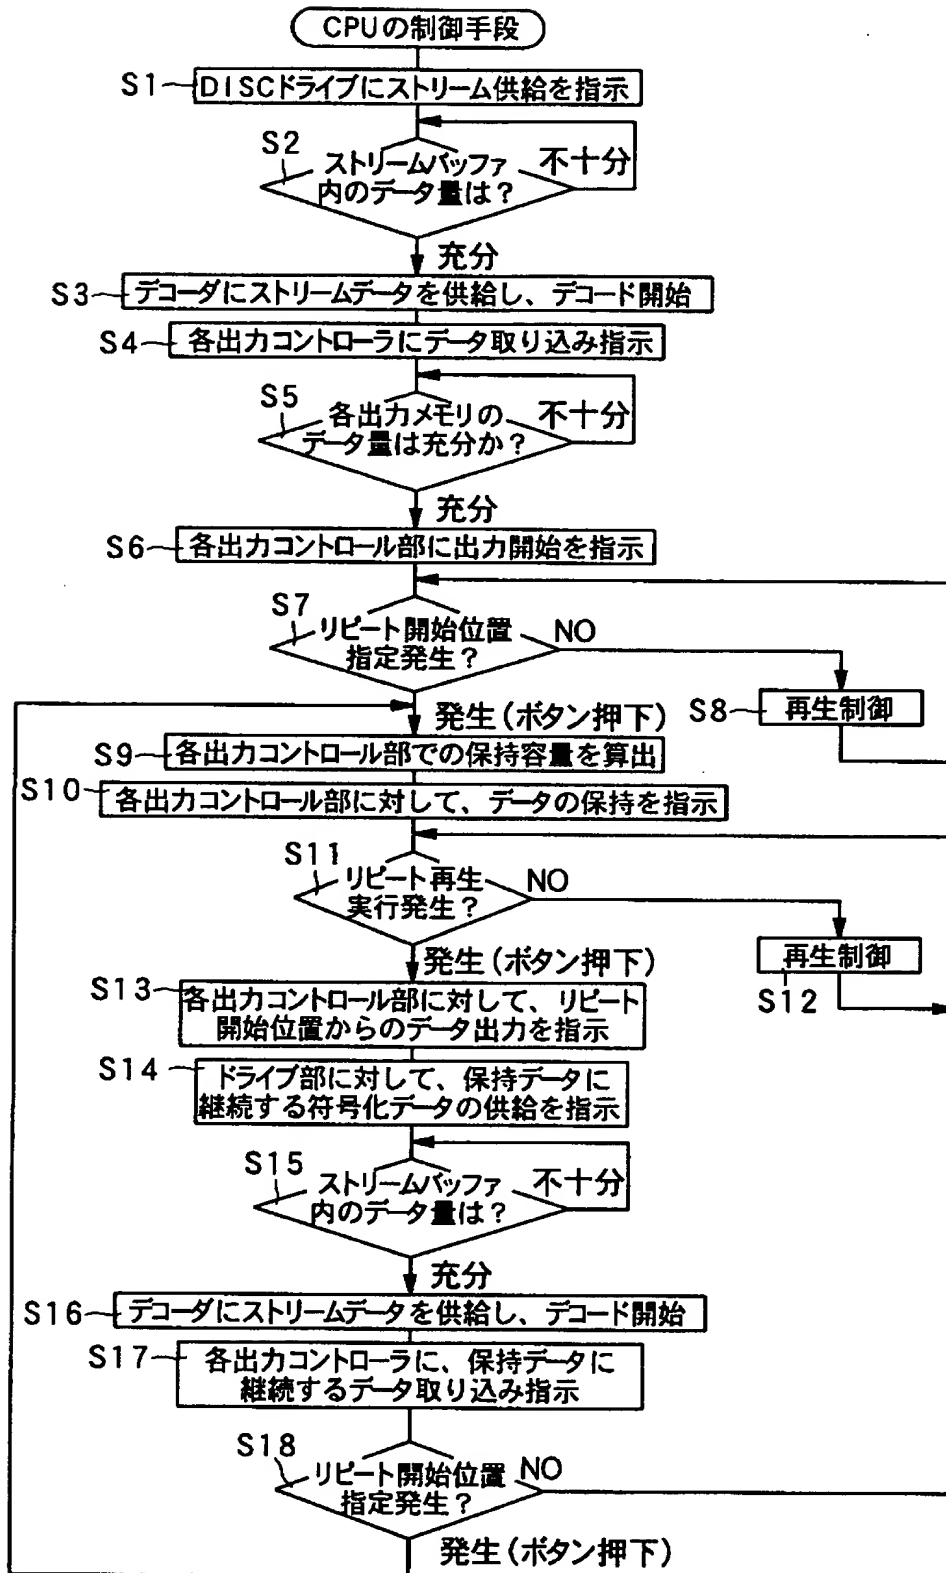 CPUの制御手段
S1
DISCドライブにストリーム供給を指示
S2
ストリームバッファ
内のデータ量は？
不十分
充分
S3
デコーダにストリームデータを供給し、デコード開始
S4
各出力コントローラにデータ取り込み指示
S5
各出力メモリの
データ量は充分か？
不十分
充分
S6
各出力コントロール部に出力開始を指示
S7
リピート開始位置
指定発生？
NO
S8
再生制御
発生(ボタン押下)
S9
各出力コントロール部での保持容量を算出
S10
各出力コントロール部に対して、データの保持を指示
S11
リピート再生
実行発生？
NO
再生制御
S12
発生(ボタン押下)
S13
各出力コントロール部に対して、リピート
開始位置からのデータ出力を指示
S14
ドライブ部に対して、保持データに
継続する符号化データの供給を指示
S15
ストリームバッファ
内のデータ量は？
不十分
充分
S16
デコーダにストリームデータを供給し、デコード開始
S17
各出力コントローラに、保持データに
継続するデータ取り込み指示
S18
リピート開始位置
指定発生？
NO
発生(ボタン押下)